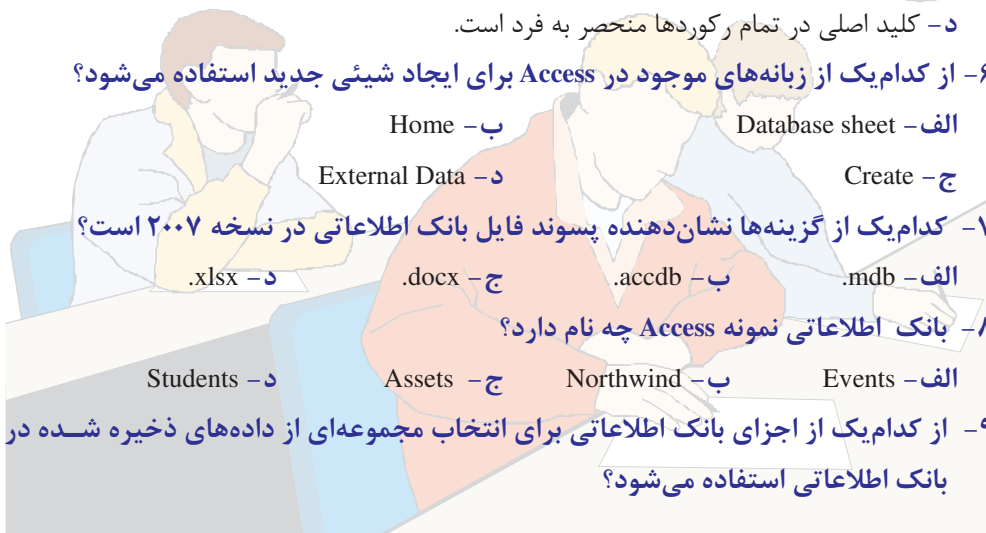 د- کلید اصلی در تمام رکوردها منحصر به فرد است.
۶- از کدام‌یک از زبانه‌های موجود در Access برای ایجاد شیئی جدید استفاده می‌شود؟
الف- Database sheet ب- Home
ج- Create د- External Data
۷- کدام‌یک از گزینه‌ها نشان‌دهنده پسوند فایل بانک اطلاعاتی در نسخه ۲۰۰۷ است؟
الف- .mdb ب- .accdb ج- .docx د- .xlsx
۸- بانک اطلاعاتی نمونه Access چه نام دارد؟
الف- Events ب- Northwind ج- Assets د- Students
۹- از کدام‌یک از اجزای بانک اطلاعاتی برای انتخاب مجموعه‌ای از داده‌های ذخیره شــده در
بانک اطلاعاتی استفاده می‌شود؟